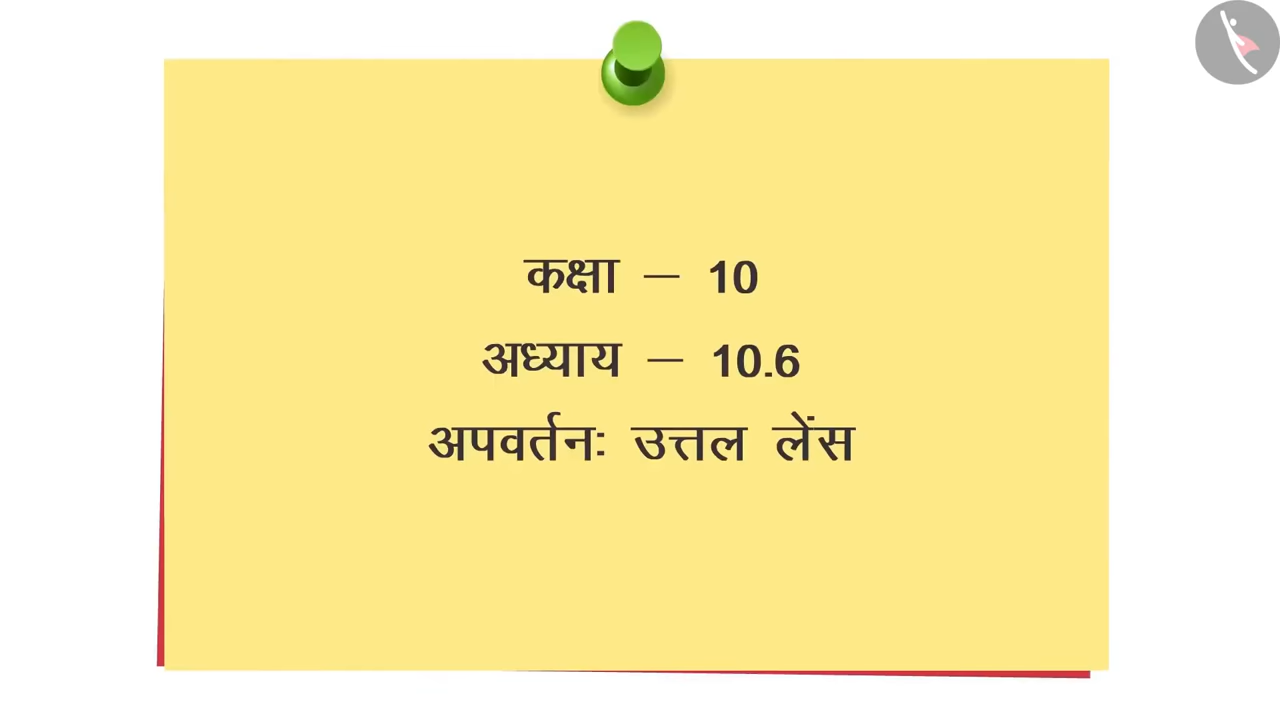 कक्षा – 10
अध्याय – 10.6
अपवर्तनः उत्तल लेंस